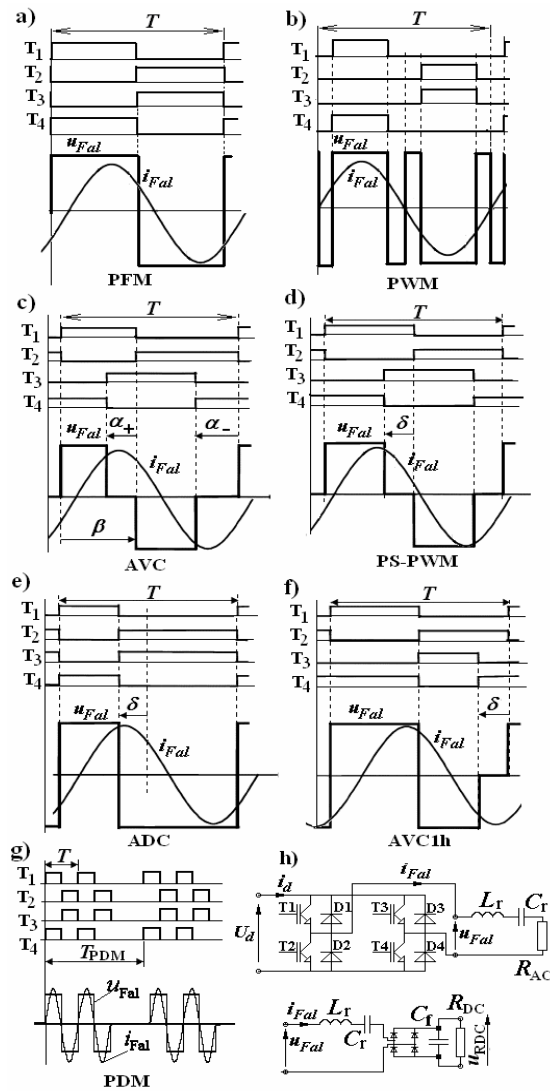 a)
T
T1
T2
T3
T4
uFal
iFal
PFM
b)
T
T1
T2
T3
T4
uFal
iFal
PWM
c)
T
T1
T2
T3
T4
uFal α+ α−
iFal
β
AVC
d)
T
T1
T2
T3
T4
uFal δ
iFal
PS-PWM
e)
T
T1
T2
T3
T4
uFal δ
iFal
ADC
f)
T
T1
T2
T3
T4
uFal δ
iFal
AVC1h
g)
T
T1
T2
T3
T4
TPDM
uFal
iFal
PDM
h)
id iFal
T1 D1 T3 D3 Lr Cr
Ud
T2 D2 T4 D4 uFal
RAC
iFal Lr Cf RDC
uFal Cr uRDC